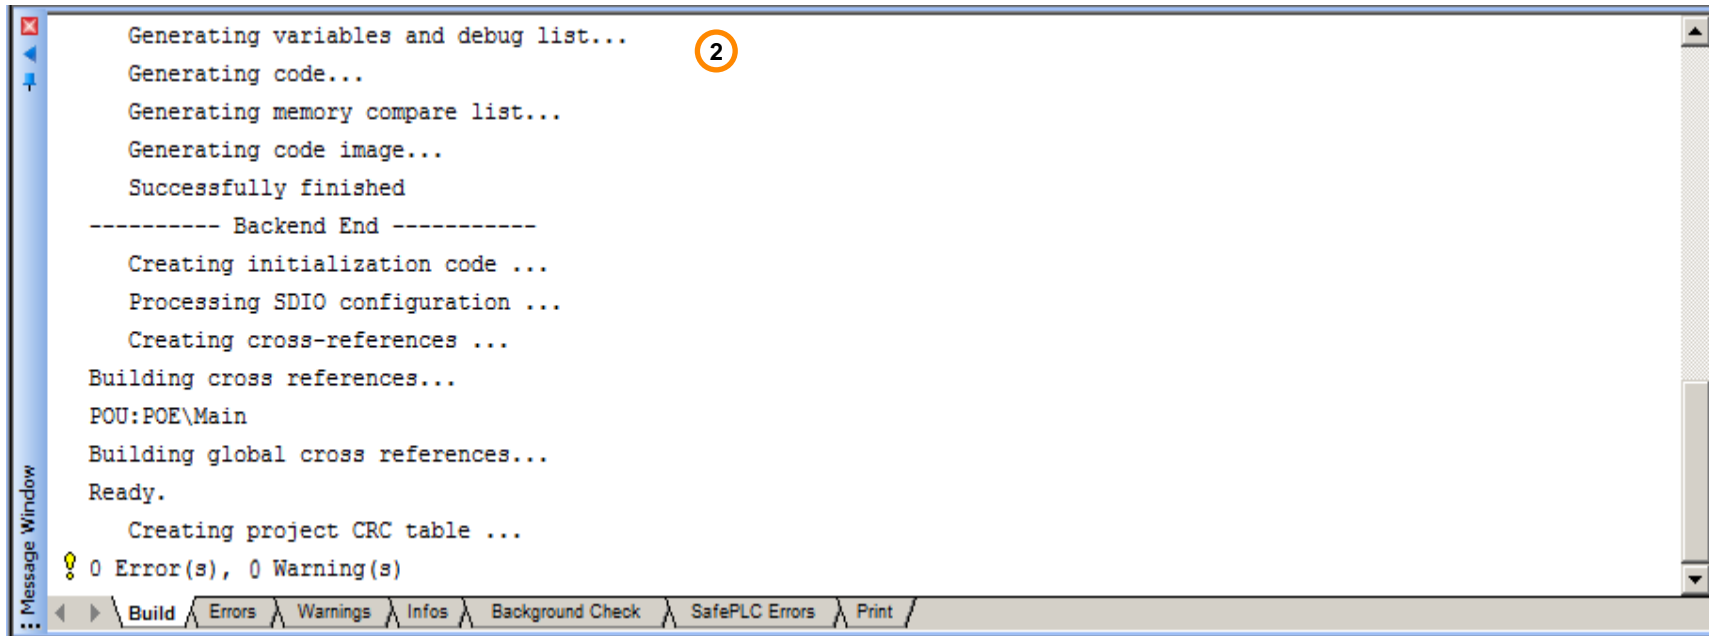 Generating variables and debug list...
2
Generating code...
Generating memory compare list...
Generating code image...
Successfully finished
---------- Backend End -----------
Creating initialization code ...
Processing SDIO configuration ...
Creating cross-references ...
Building cross references...
POU:POE\Main
Building global cross references...
Ready.
Creating project CRC table ...
0 Error(s), 0 Warning(s)
Message Window
Build Errors Warnings Infos Background Check SafePLC Errors Print